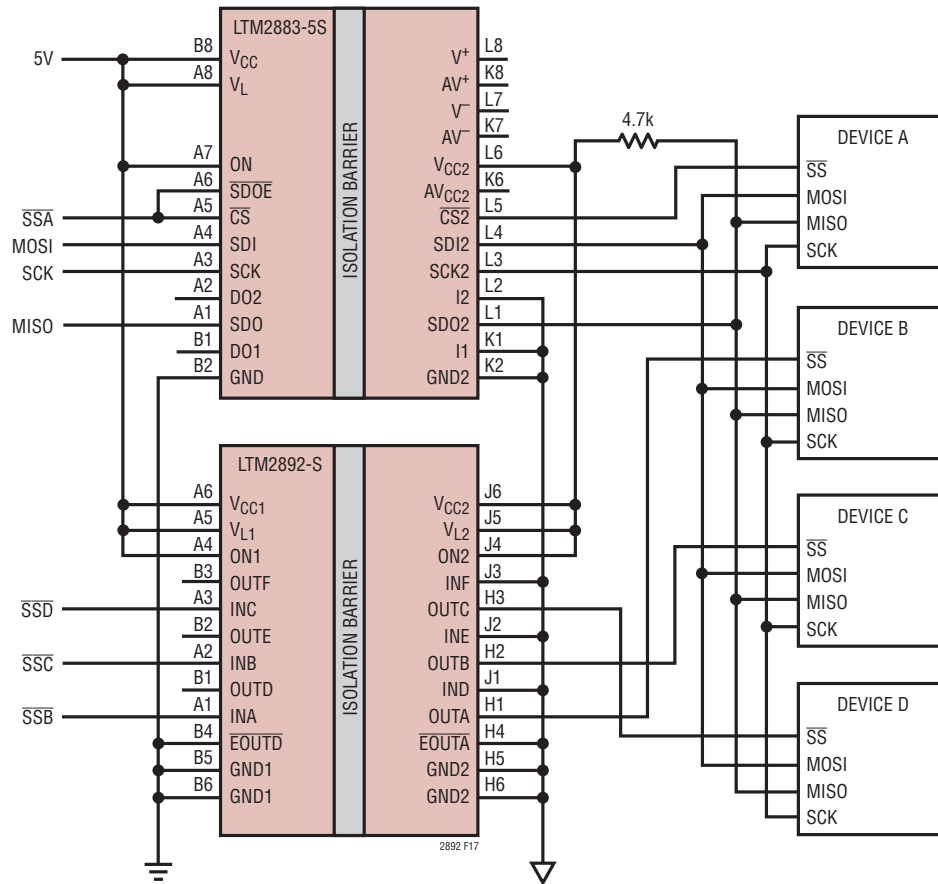 LTM2883-5S
ISOLATION BARRIER
5V
B8
VCC
A8
VL
A7
ON
A6
SDOE
SSA
A5
CS
MOSI
A4
SDI
SCK
A3
SCK
A2
DO2
MISO
A1
SDO
B1
DO1
B2
GND
V+
L8
AV+
K8
V−
L7
AV−
K7
VCC2
L6
AVCC2
K6
CS2
L5
SDI2
L4
SCK2
L3
I2
L2
SDO2
L1
I1
K1
GND2
K2
4.7k
LTM2892-S
ISOLATION BARRIER
A6
VCC1
A5
VL1
A4
ON1
B3
OUTF
SSD
A3
INC
B2
OUTE
SSC
A2
INB
B1
OUTD
SSB
A1
INA
B4
EOUTD
B5
GND1
B6
GND1
VCC2
J6
VL2
J5
ON2
J4
INF
J3
OUTC
H3
INE
J2
OUTB
H2
IND
J1
OUTA
H1
EOUTA
H4
GND2
H5
GND2
H6
2892 F17
DEVICE A
SS
MOSI
MISO
SCK
DEVICE B
SS
MOSI
MISO
SCK
DEVICE C
SS
MOSI
MISO
SCK
DEVICE D
SS
MOSI
MISO
SCK